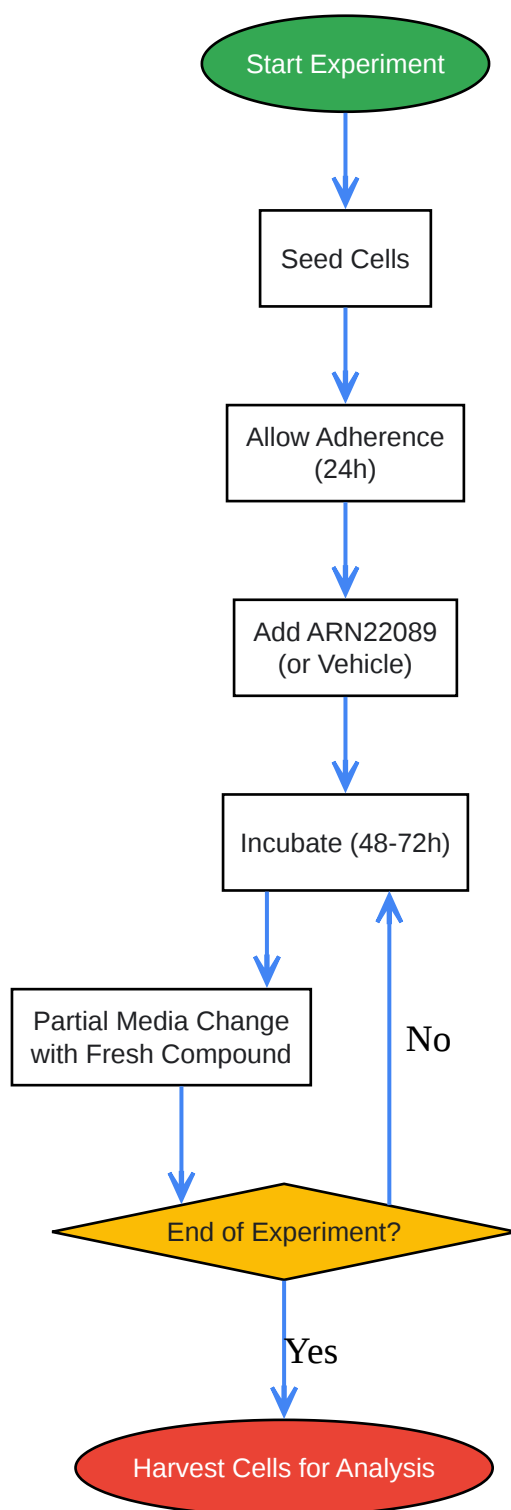 Start Experiment
Seed Cells
Allow Adherence
(24h)
Add ARN22089
(or Vehicle)
Incubate (48-72h)
Partial Media Change
with Fresh Compound
No
End of Experiment?
Yes
Harvest Cells for Analysis